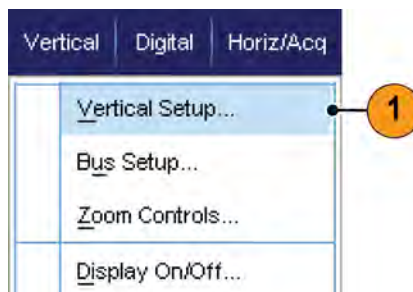 Vertical Digital Horiz/Acq
Vertical Setup...
1
Bus Setup...
Zoom Controls...
Display On/Off...